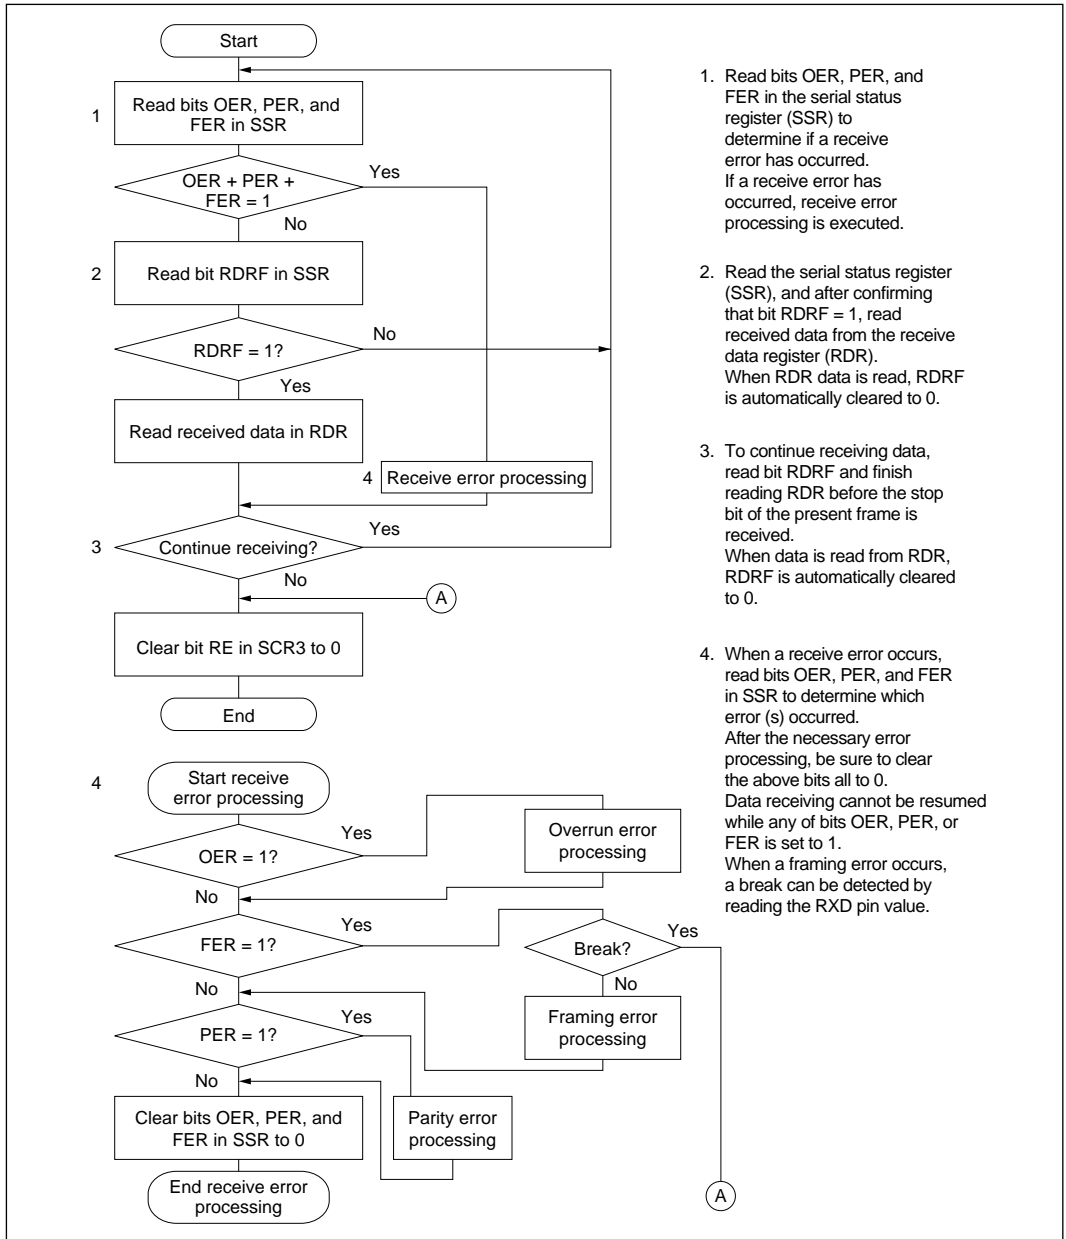 Start
1
Read bits OER, PER, and
FER in SSR
OER + PER +
FER = 1
Yes
No
2
Read bit RDRF in SSR
RDRF = 1?
No
Yes
Read received data in RDR
4
Receive error processing
3
Continue receiving?
Yes
No
A
Clear bit RE in SCR3 to 0
End
4
Start receive
error processing
OER = 1?
Yes
Overrun error
processing
No
FER = 1?
Yes
Break?
Yes
No
No
Framing error
processing
PER = 1?
Yes
No
Clear bits OER, PER, and
FER in SSR to 0
Parity error
processing
End receive error
processing
A
1. Read bits OER, PER, and
FER in the serial status
register (SSR) to
determine if a receive
error has occurred.
If a receive error has
occurred, receive error
processing is executed.
2. Read the serial status register
(SSR), and after confirming
that bit RDRF = 1, read
received data from the receive
data register (RDR).
When RDR data is read, RDRF
is automatically cleared to 0.
3. To continue receiving data,
read bit RDRF and finish
reading RDR before the stop
bit of the present frame is
received.
When data is read from RDR,
RDRF is automatically cleared
to 0.
4. When a receive error occurs,
read bits OER, PER, and FER
in SSR to determine which
error (s) occurred.
After the necessary error
processing, be sure to clear
the above bits all to 0.
Data receiving cannot be resumed
while any of bits OER, PER, or
FER is set to 1.
When a framing error occurs,
a break can be detected by
reading the RXD pin value.